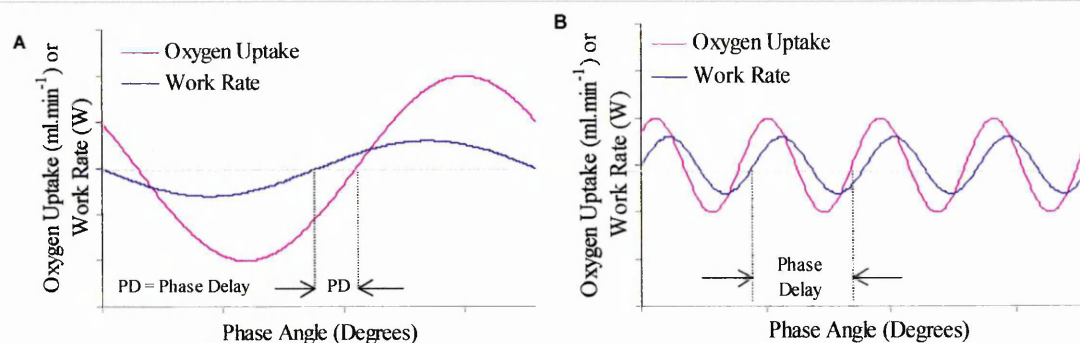 A
Oxygen Uptake (ml.min-1) or
Work Rate (W)
Oxygen Uptake
Work Rate
PD = Phase Delay
PD
Phase Angle (Degrees)
B
Oxygen Uptake (ml.min-1) or
Work Rate (W)
Oxygen Uptake
Work Rate
Phase
Delay
Phase Angle (Degrees)